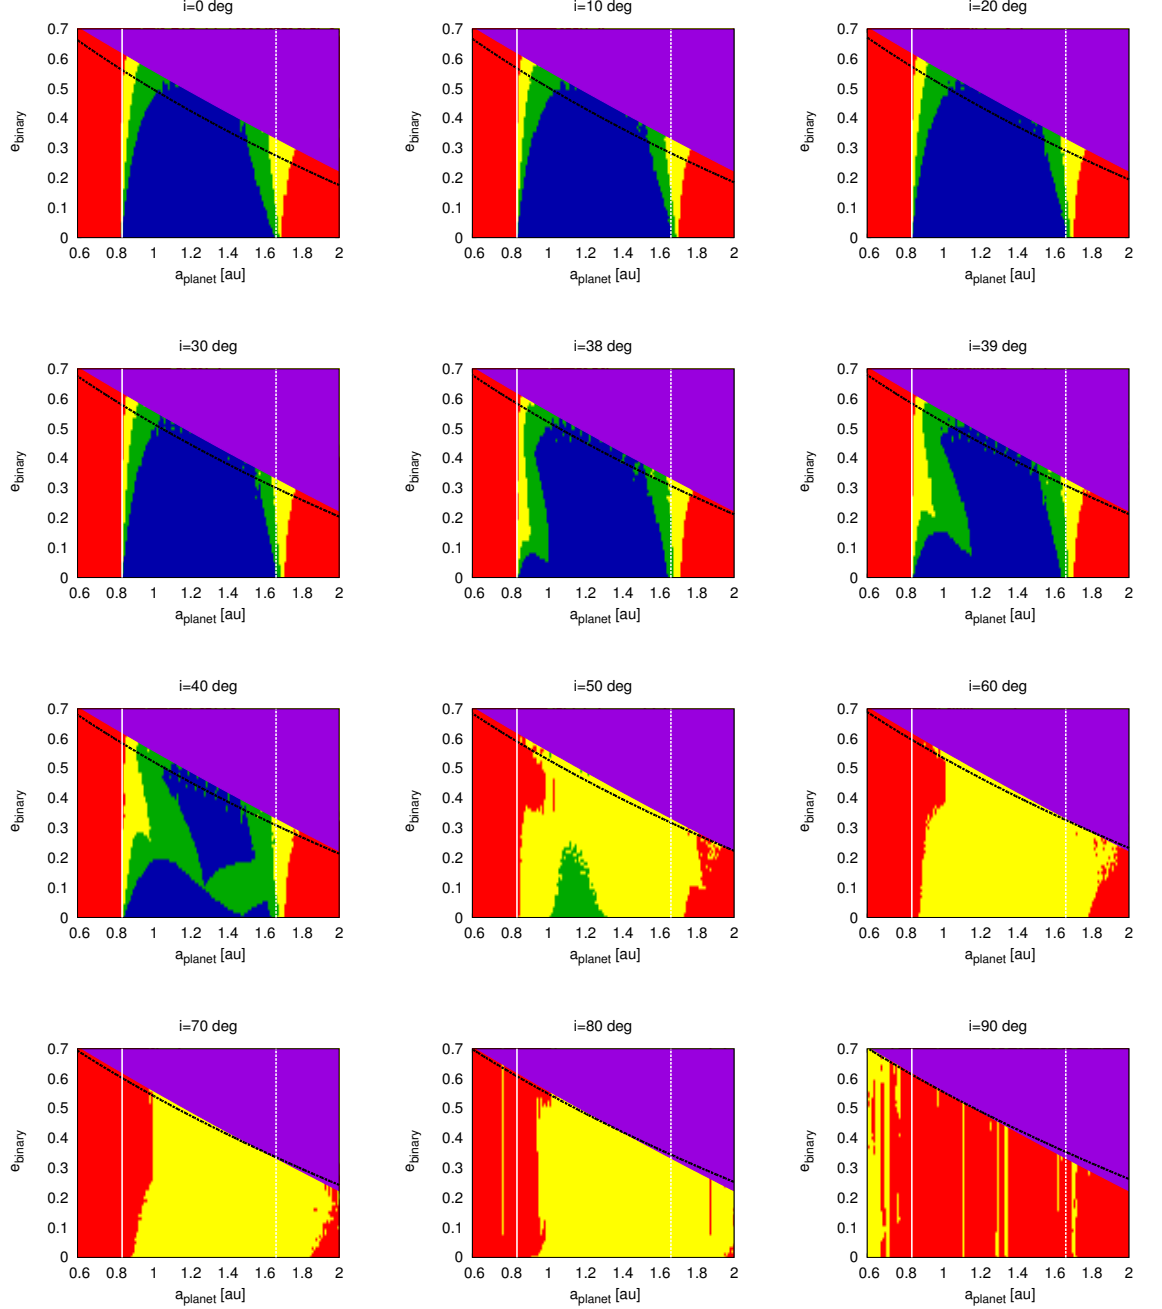 i=0 deg
i=10 deg
i=20 deg
0.7 0.7 0.7
0.6 0.6 0.6
0.5 0.5 0.5
0.4 0.4 0.4
0.3 0.3 0.3
0.2 0.2 0.2
0.1 0.1 0.1
0 0 0
e_binary e_binary e_binary
0.6 0.8 1 1.2 1.4 1.6 1.8 2 0.6 0.8 1 1.2 1.4 1.6 1.8 2 0.6 0.8 1 1.2 1.4 1.6 1.8 2
a_planet [au] a_planet [au] a_planet [au]
i=30 deg
i=38 deg
i=39 deg
0.7 0.7 0.7
0.6 0.6 0.6
0.5 0.5 0.5
0.4 0.4 0.4
0.3 0.3 0.3
0.2 0.2 0.2
0.1 0.1 0.1
0 0 0
e_binary e_binary e_binary
0.6 0.8 1 1.2 1.4 1.6 1.8 2 0.6 0.8 1 1.2 1.4 1.6 1.8 2 0.6 0.8 1 1.2 1.4 1.6 1.8 2
a_planet [au] a_planet [au] a_planet [au]
i=40 deg
i=50 deg
i=60 deg
0.7 0.7 0.7
0.6 0.6 0.6
0.5 0.5 0.5
0.4 0.4 0.4
0.3 0.3 0.3
0.2 0.2 0.2
0.1 0.1 0.1
0 0 0
e_binary e_binary e_binary
0.6 0.8 1 1.2 1.4 1.6 1.8 2 0.6 0.8 1 1.2 1.4 1.6 1.8 2 0.6 0.8 1 1.2 1.4 1.6 1.8 2
a_planet [au] a_planet [au] a_planet [au]
i=70 deg
i=80 deg
i=90 deg
0.7 0.7 0.7
0.6 0.6 0.6
0.5 0.5 0.5
0.4 0.4 0.4
0.3 0.3 0.3
0.2 0.2 0.2
0.1 0.1 0.1
0 0 0
e_binary e_binary e_binary
0.6 0.8 1 1.2 1.4 1.6 1.8 2 0.6 0.8 1 1.2 1.4 1.6 1.8 2 0.6 0.8 1 1.2 1.4 1.6 1.8 2
a_planet [au] a_planet [au] a_planet [au]